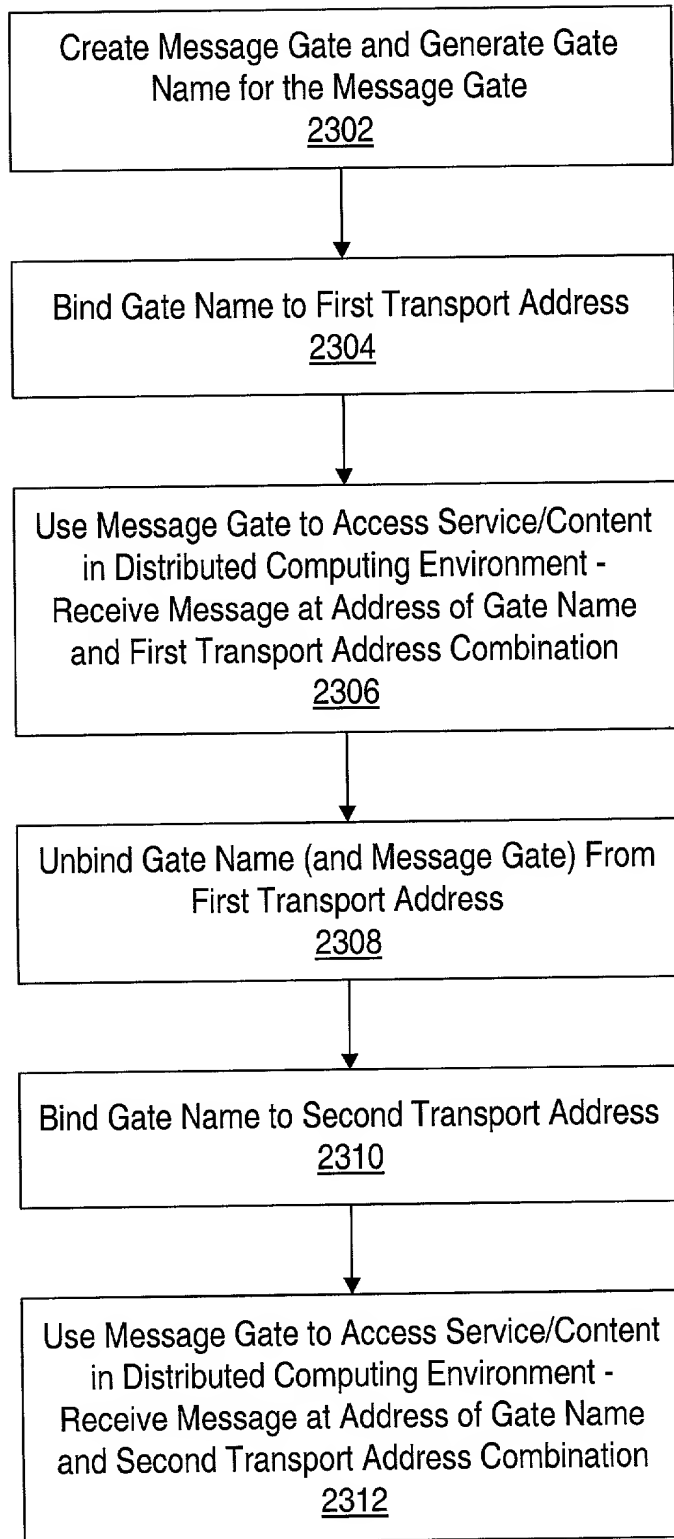 Create Message Gate and Generate Gate
Name for the Message Gate
2302
Bind Gate Name to First Transport Address
2304
Use Message Gate to Access Service/Content
in Distributed Computing Environment -
Receive Message at Address of Gate Name
and First Transport Address Combination
2306
Unbind Gate Name (and Message Gate) From
First Transport Address
2308
Bind Gate Name to Second Transport Address
2310
Use Message Gate to Access Service/Content
in Distributed Computing Environment -
Receive Message at Address of Gate Name
and Second Transport Address Combination
2312